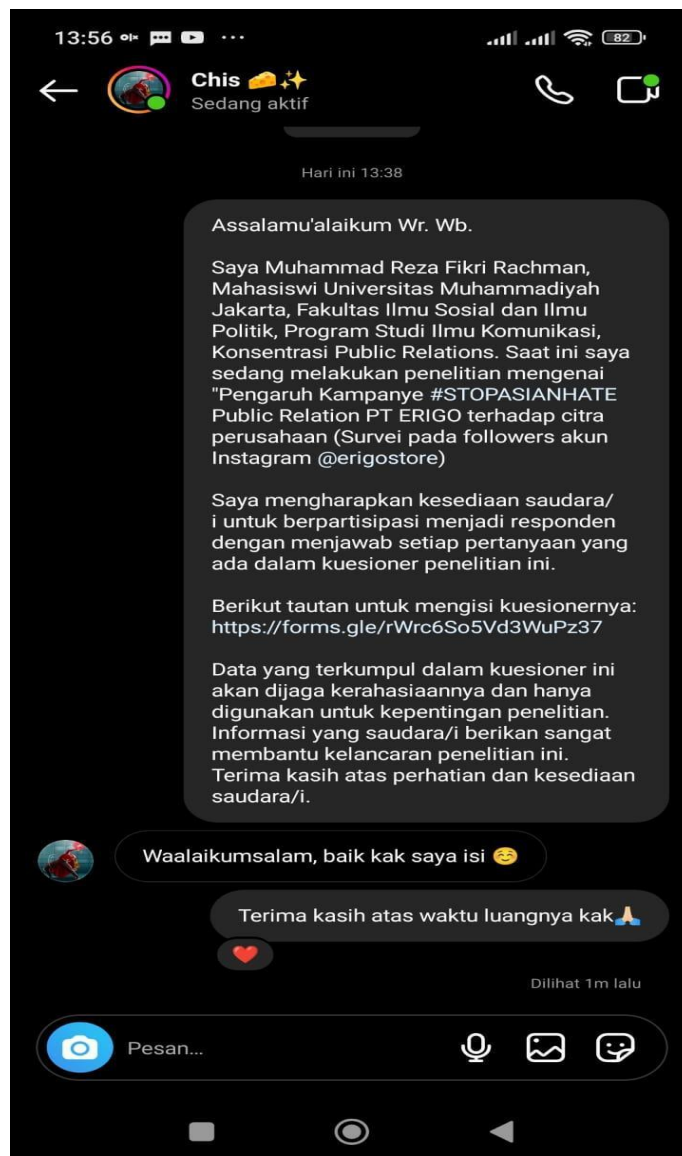 13:56
82
Chis 🧀✨
Sedang aktif
Hari ini 13:38
Assalamu'alaikum Wr. Wb.
Saya Muhammad Reza Fikri Rachman,
Mahasiswi Universitas Muhammadiyah
Jakarta, Fakultas Ilmu Sosial dan Ilmu
Politik, Program Studi Ilmu Komunikasi,
Konsentrasi Public Relations. Saat ini saya
sedang melakukan penelitian mengenai
"Pengaruh Kampanye #STOPASIANHATE
Public Relation PT ERIGO terhadap citra
perusahaan (Survei pada followers akun
Instagram @erigostore)
Saya mengharapkan kesediaan saudara/
i untuk berpartisipasi menjadi responden
dengan menjawab setiap pertanyaan yang
ada dalam kuesioner penelitian ini.
Berikut tautan untuk mengisi kuesionernya:
https://forms.gle/rWrc6So5Vd3WuPz37
Data yang terkumpul dalam kuesioner ini
akan dijaga kerahasiaannya dan hanya
digunakan untuk kepentingan penelitian.
Informasi yang saudara/i berikan sangat
membantu kelancaran penelitian ini.
Terima kasih atas perhatian dan kesediaan
saudara/i.
Waalaikumsalam, baik kak saya isi ☺️
Terima kasih atas waktu luangnya kak🙏🏻
❤️
Dilihat 1m lalu
Pesan...